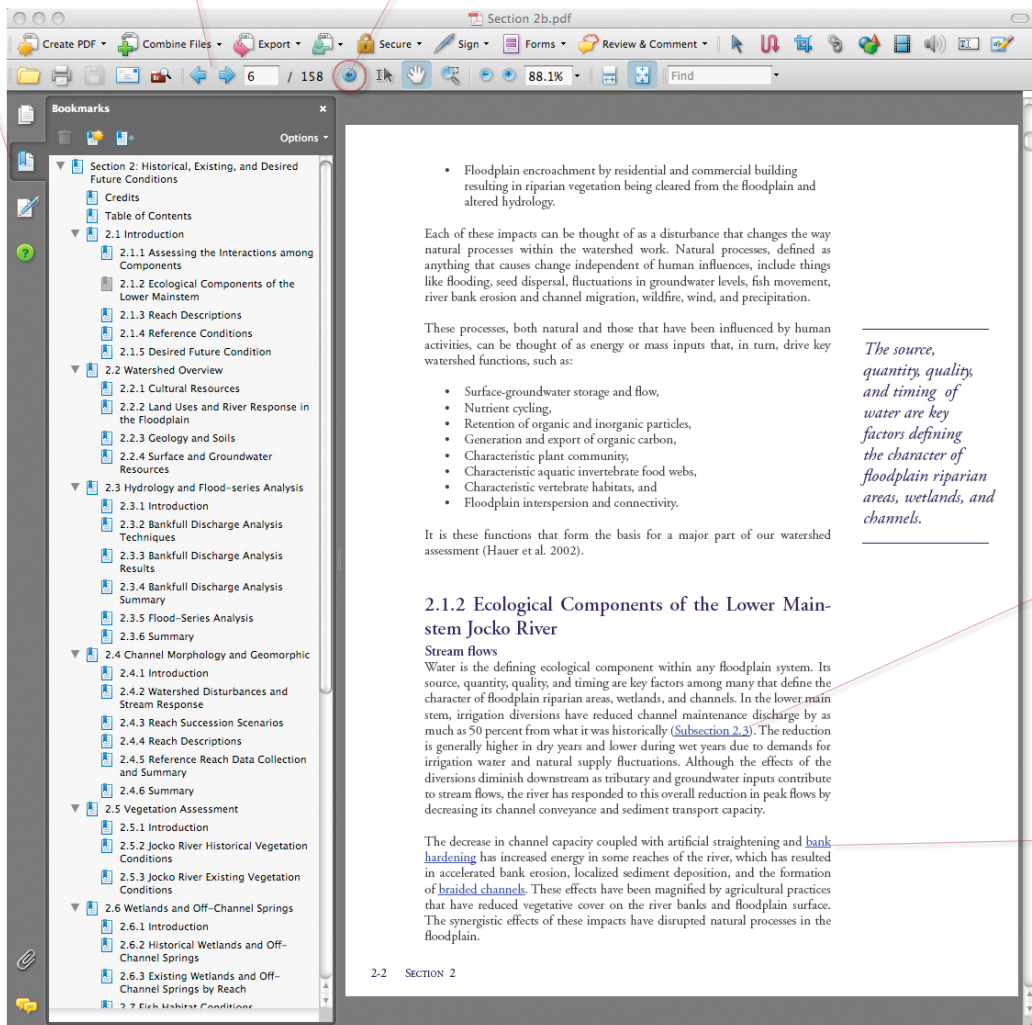 Section 2b.pdf
Create PDF
Combine Files
Export
Secure
Sign
Forms
Review & Comment
6 / 158
88.1%
Find
Bookmarks
Options
Section 2: Historical, Existing, and Desired
Future Conditions
Credits
Table of Contents
2.1 Introduction
2.1.1 Assessing the Interactions among
Components
2.1.2 Ecological Components of the
Lower Mainstem
2.1.3 Reach Descriptions
2.1.4 Reference Conditions
2.1.5 Desired Future Condition
2.2 Watershed Overview
2.2.1 Cultural Resources
2.2.2 Land Uses and River Response in
the Floodplain
2.2.3 Geology and Soils
2.2.4 Surface and Groundwater
Resources
2.3 Hydrology and Flood-series Analysis
2.3.1 Introduction
2.3.2 Bankfull Discharge Analysis
Techniques
2.3.3 Bankfull Discharge Analysis
Results
2.3.4 Bankfull Discharge Analysis
Summary
2.3.5 Flood-Series Analysis
2.3.6 Summary
2.4 Channel Morphology and Geomorphic
2.4.1 Introduction
2.4.2 Watershed Disturbances and
Stream Response
2.4.3 Reach Succession Scenarios
2.4.4 Reach Descriptions
2.4.5 Reference Reach Data Collection
and Summary
2.4.6 Summary
2.5 Vegetation Assessment
2.5.1 Introduction
2.5.2 Jocko River Historical Vegetation
Conditions
2.5.3 Jocko River Existing Vegetation
Conditions
2.6 Wetlands and Off-Channel Springs
2.6.1 Introduction
2.6.2 Historical Wetlands and Off-
Channel Springs
2.6.3 Existing Wetlands and Off-
Channel Springs by Reach
2.7 Fish Habitat Conditions
• Floodplain encroachment by residential and commercial building
resulting in riparian vegetation being cleared from the floodplain and
altered hydrology.
Each of these impacts can be thought of as a disturbance that changes the way
natural processes within the watershed work. Natural processes, defined as
anything that causes change independent of human influences, include things
like flooding, seed dispersal, fluctuations in groundwater levels, fish movement,
river bank erosion and channel migration, wildfire, wind, and precipitation.
These processes, both natural and those that have been influenced by human
activities, can be thought of as energy or mass inputs that, in turn, drive key
watershed functions, such as:
• Surface-groundwater storage and flow,
• Nutrient cycling,
• Retention of organic and inorganic particles,
• Generation and export of organic carbon,
• Characteristic plant community,
• Characteristic aquatic invertebrate food webs,
• Characteristic vertebrate habitats, and
• Floodplain interspersion and connectivity.
It is these functions that form the basis for a major part of our watershed
assessment (Hauer et al. 2002).
The source,
quantity, quality,
and timing of
water are key
factors defining
the character of
floodplain riparian
areas, wetlands, and
channels.
2.1.2 Ecological Components of the Lower Main-
stem Jocko River
Stream flows
Water is the defining ecological component within any floodplain system. Its
source, quantity, quality, and timing are key factors among many that define the
character of floodplain riparian areas, wetlands, and channels. In the lower main
stem, irrigation diversions have reduced channel maintenance discharge by as
much as 50 percent from what it was historically (Subsection 2.3). The reduction
is generally higher in dry years and lower during wet years due to demands for
irrigation water and natural supply fluctuations. Although the effects of the
diversions diminish downstream as tributary and groundwater inputs contribute
to stream flows, the river has responded to this overall reduction in peak flows by
decreasing its channel conveyance and sediment transport capacity.
The decrease in channel capacity coupled with artificial straightening and bank
hardening has increased energy in some reaches of the river, which has resulted
in accelerated bank erosion, localized sediment deposition, and the formation
of braided channels. These effects have been magnified by agricultural practices
that have reduced vegetative cover on the river banks and floodplain surface.
The synergistic effects of these impacts have disrupted natural processes in the
floodplain.
2-2 SECTION 2